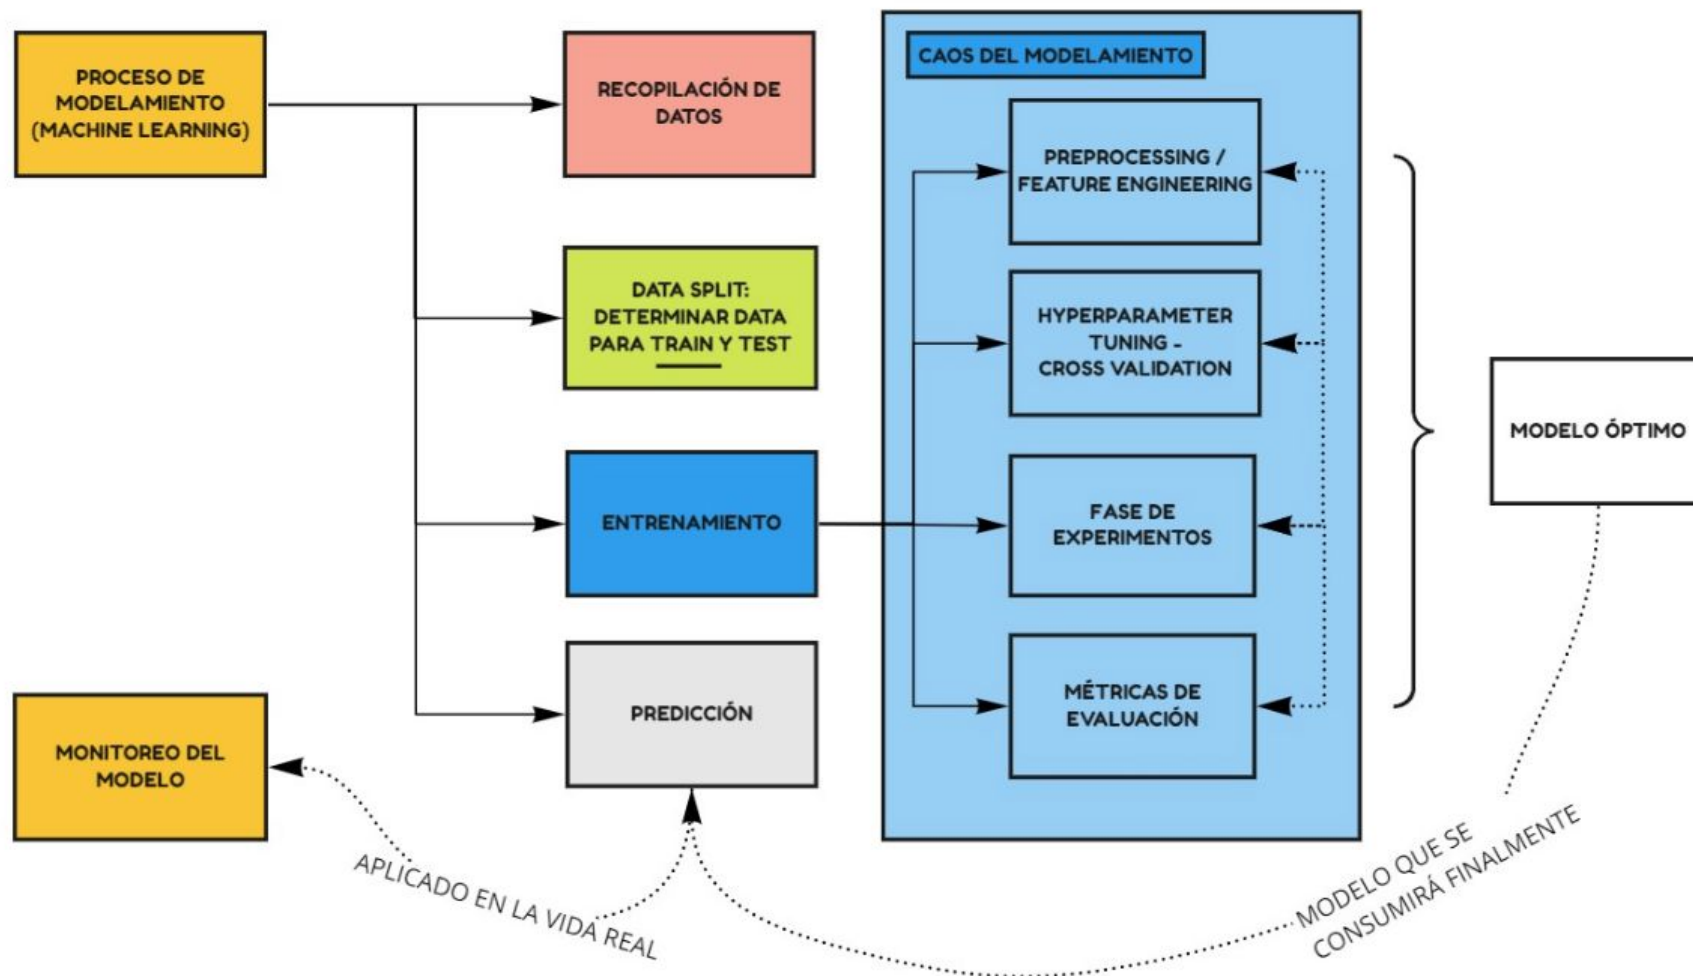 PROCESO DE
MODELAMIENTO
(MACHINE LEARNING)
RECOPILACIÓN DE
DATOS
DATA SPLIT:
DETERMINAR DATA
PARA TRAIN Y TEST
ENTRENAMIENTO
PREDICCIÓN
CAOS DEL MODELAMIENTO
PREPROCESSING /
FEATURE ENGINEERING
HYPERPARAMETER
TUNING -
CROSS VALIDATION
FASE DE
EXPERIMENTOS
MÉTRICAS DE
EVALUACIÓN
MODELO ÓPTIMO
MODELO QUE SE
CONSUMIRÁ FINALMENTE
APLICADO EN LA VIDA REAL
MONITOREO DEL
MODELO